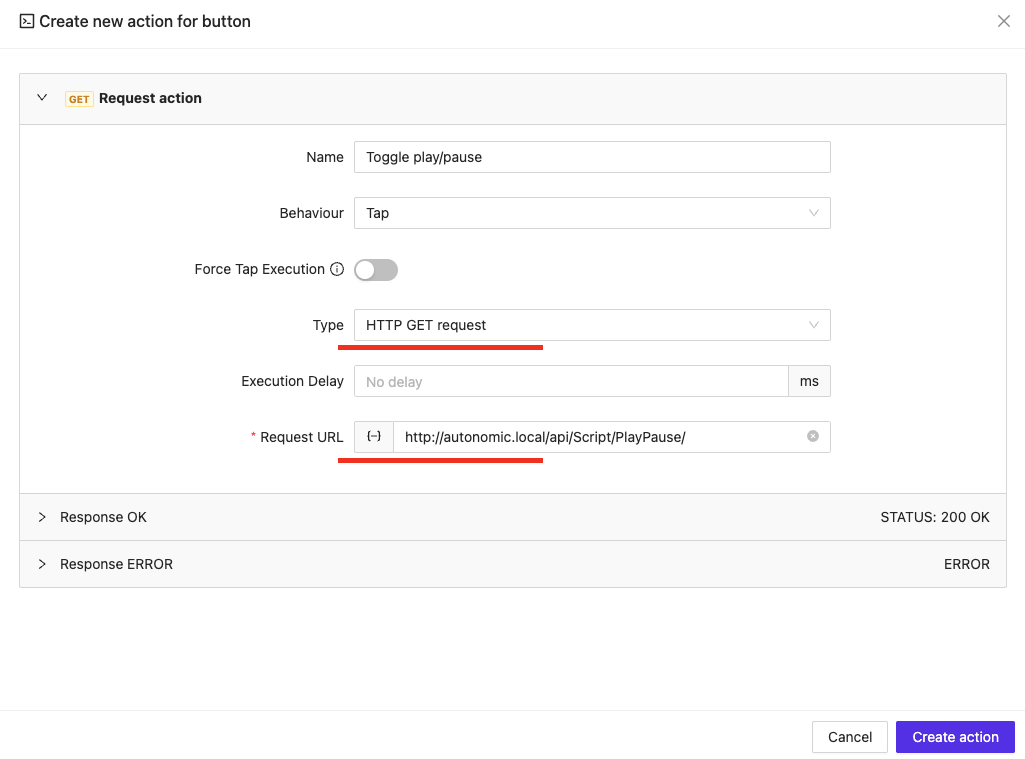 Create new action for button
GET Request action
Name Toggle play/pause
Behaviour Tap
Force Tap Execution
Type HTTP GET request
Execution Delay No delay ms
* Request URL {--} http://autonomic.local/api/Script/PlayPause/
Response OK STATUS: 200 OK
Response ERROR ERROR
Cancel Create action